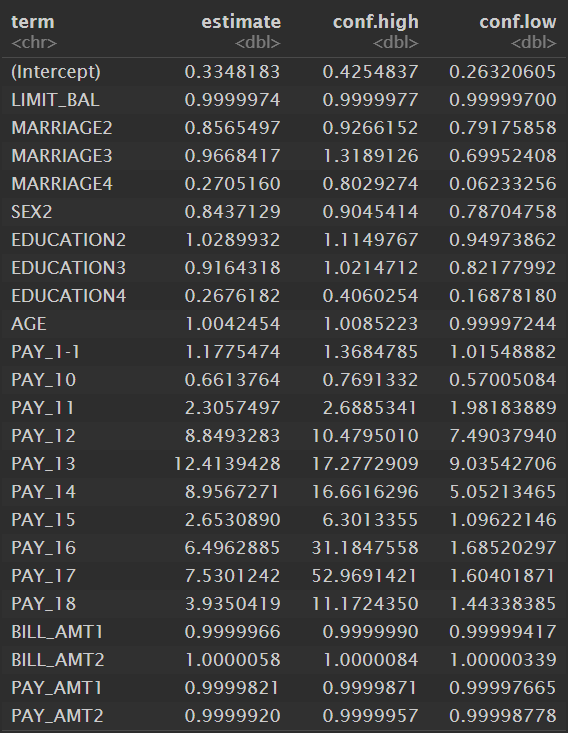 term estimate conf.high conf.low
<chr> <dbl> <dbl> <dbl>
(Intercept) 0.3348183 0.4254837 0.26320605
LIMIT_BAL 0.9999974 0.9999977 0.99999700
MARRIAGE2 0.8565497 0.9266152 0.79175858
MARRIAGE3 0.9668417 1.3189126 0.69952408
MARRIAGE4 0.2705160 0.8029274 0.06233256
SEX2 0.8437129 0.9045414 0.78704758
EDUCATION2 1.0289932 1.1149767 0.94973862
EDUCATION3 0.9164318 1.0214712 0.82177992
EDUCATION4 0.2676182 0.4060254 0.16878180
AGE 1.0042454 1.0085223 0.99997244
PAY_1-1 1.1775474 1.3684785 1.01548882
PAY_10 0.6613764 0.7691332 0.57005084
PAY_11 2.3057497 2.6885341 1.98183889
PAY_12 8.8493283 10.4795010 7.49037940
PAY_13 12.4139428 17.2772909 9.03542706
PAY_14 8.9567271 16.6616296 5.05213465
PAY_15 2.6530890 6.3013355 1.09622146
PAY_16 6.4962885 31.1847558 1.68520297
PAY_17 7.5301242 52.9691421 1.60401871
PAY_18 3.9350419 11.1724350 1.44338385
BILL_AMT1 0.9999966 0.9999990 0.99999417
BILL_AMT2 1.0000058 1.0000084 1.00000339
PAY_AMT1 0.9999821 0.9999871 0.99997665
PAY_AMT2 0.9999920 0.9999957 0.99998778